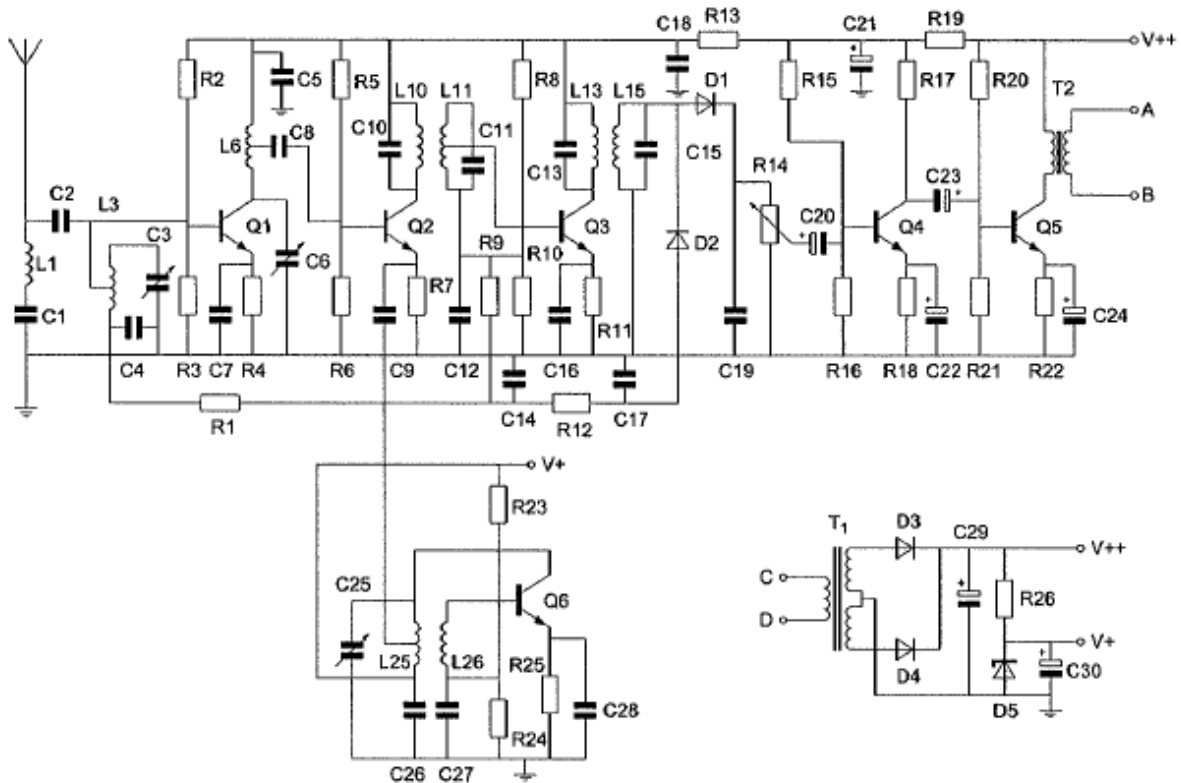 C18 R13 C21 R19 V++
R2 C5 R5 L10 L11 R8 L13 L15 D1 R15 R17 R20 T2
L6 C8 C10 C11 C13 C15 A
C2 L3 C3 R14 C20 C23 B
Q1 Q2 R9 R10 Q3 D2 Q4 Q5
L1 C6 R7 R11 C24
C1
C4 R3 C7 R4 R6 C9 C12 C16 C19 R16 R18 C22 R21 R22
R1 C14 R12 C17
V+
R23
T1 D3 C29 V++
C25 Q6 C
D R26
L25 L26 R25 V+
D4 C30
R24 C28 D5
C26 C27